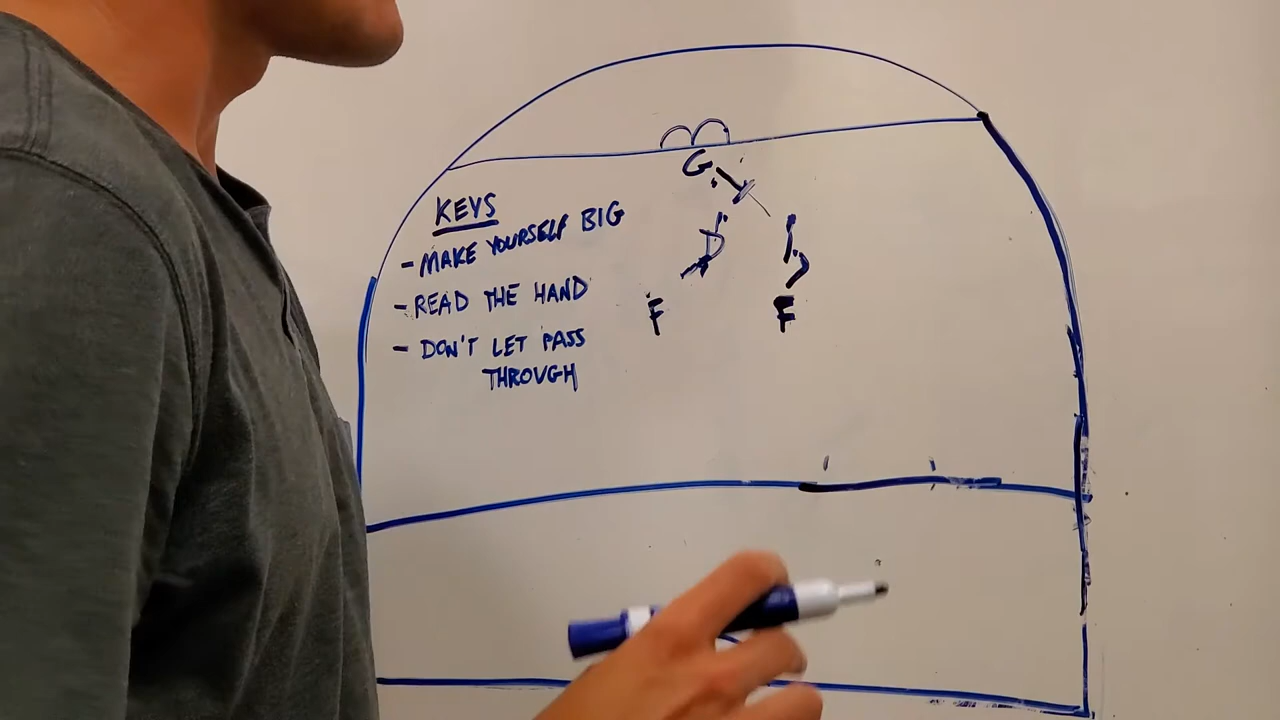 G
KEYS
- MAKE YOURSELF BIG
D
- READ THE HAND
F F
- DON'T LET PASS
THROUGH